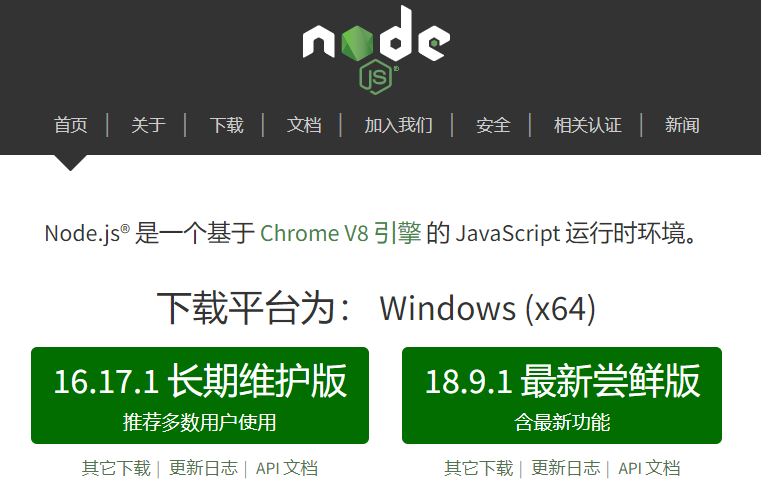 node
JS®
首页 | 关于 | 下载 | 文档 | 加入我们 | 安全 | 相关认证 | 新闻
Node.js® 是一个基于 Chrome V8 引擎 的 JavaScript 运行时环境。
下载平台为： Windows (x64)
16.17.1 长期维护版
推荐多数用户使用
18.9.1 最新尝鲜版
含最新功能
其它下载 | 更新日志 | API 文档
其它下载 | 更新日志 | API 文档